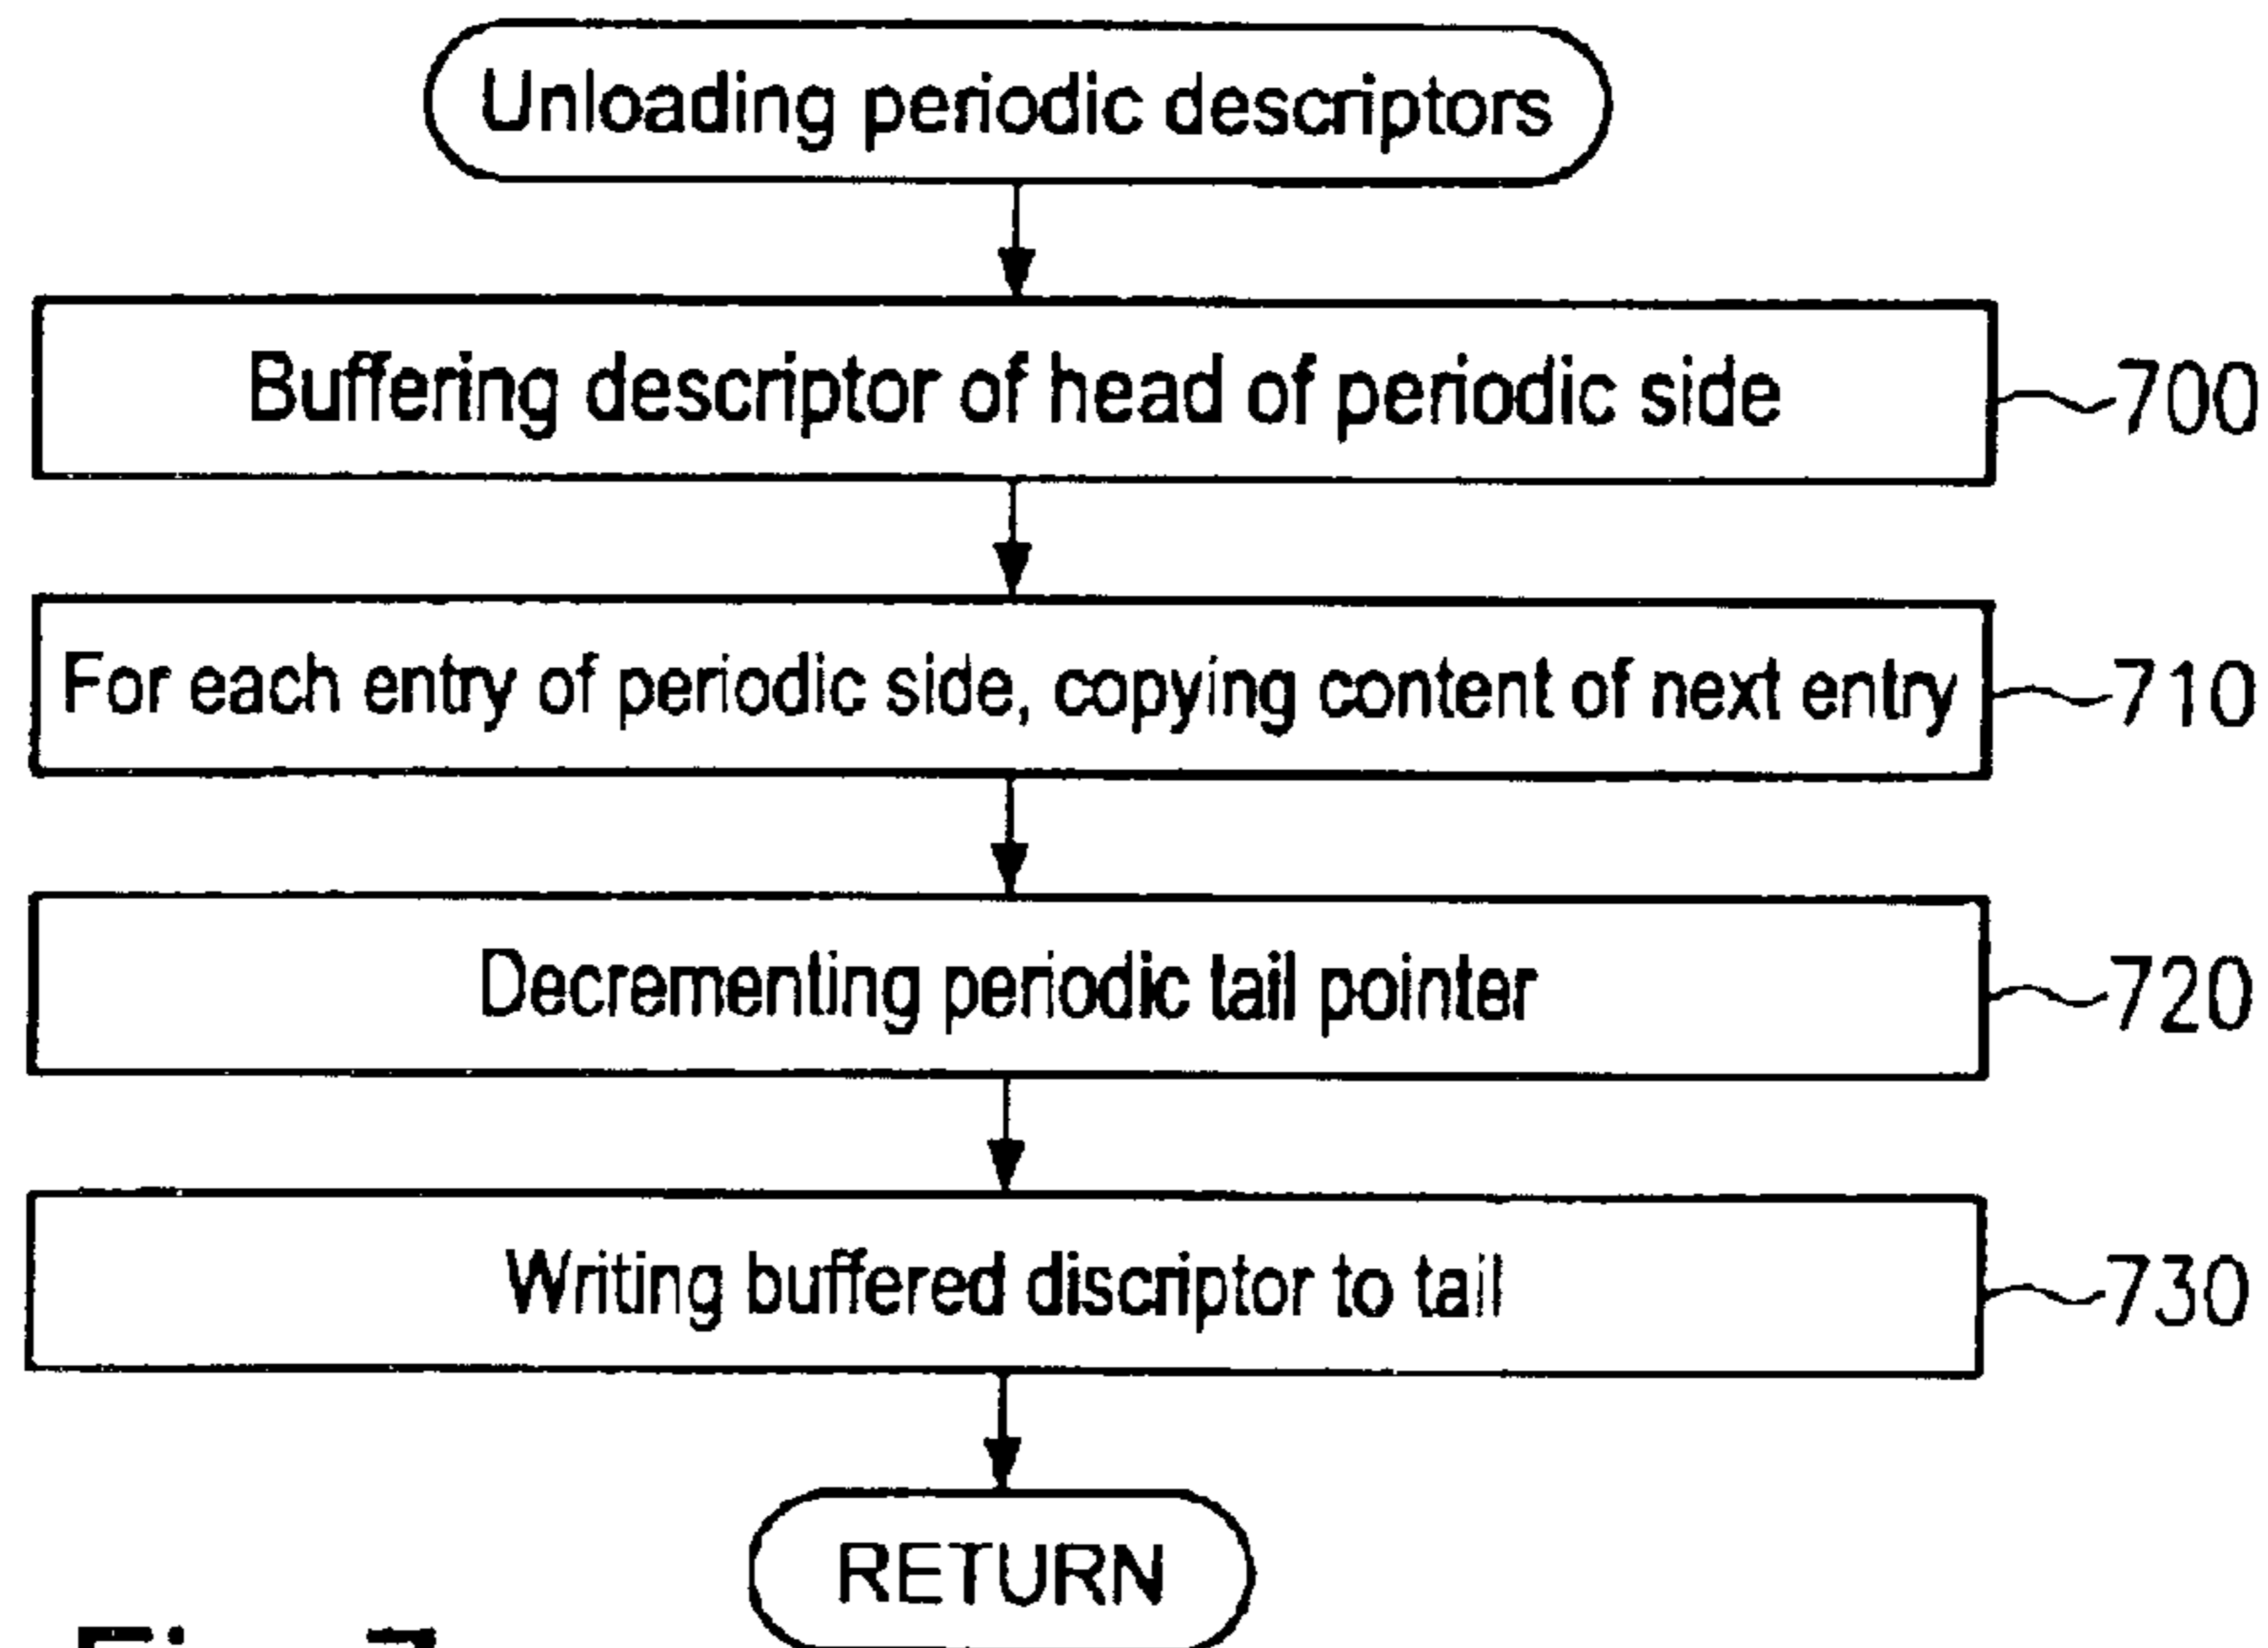 Unloading periodic descriptors
Buffering descriptor of head of periodic side
700
For each entry of periodic side, copying content of next entry
710
Decrementing periodic tail pointer
720
Writing buffered discriptor to tail
730
RETURN